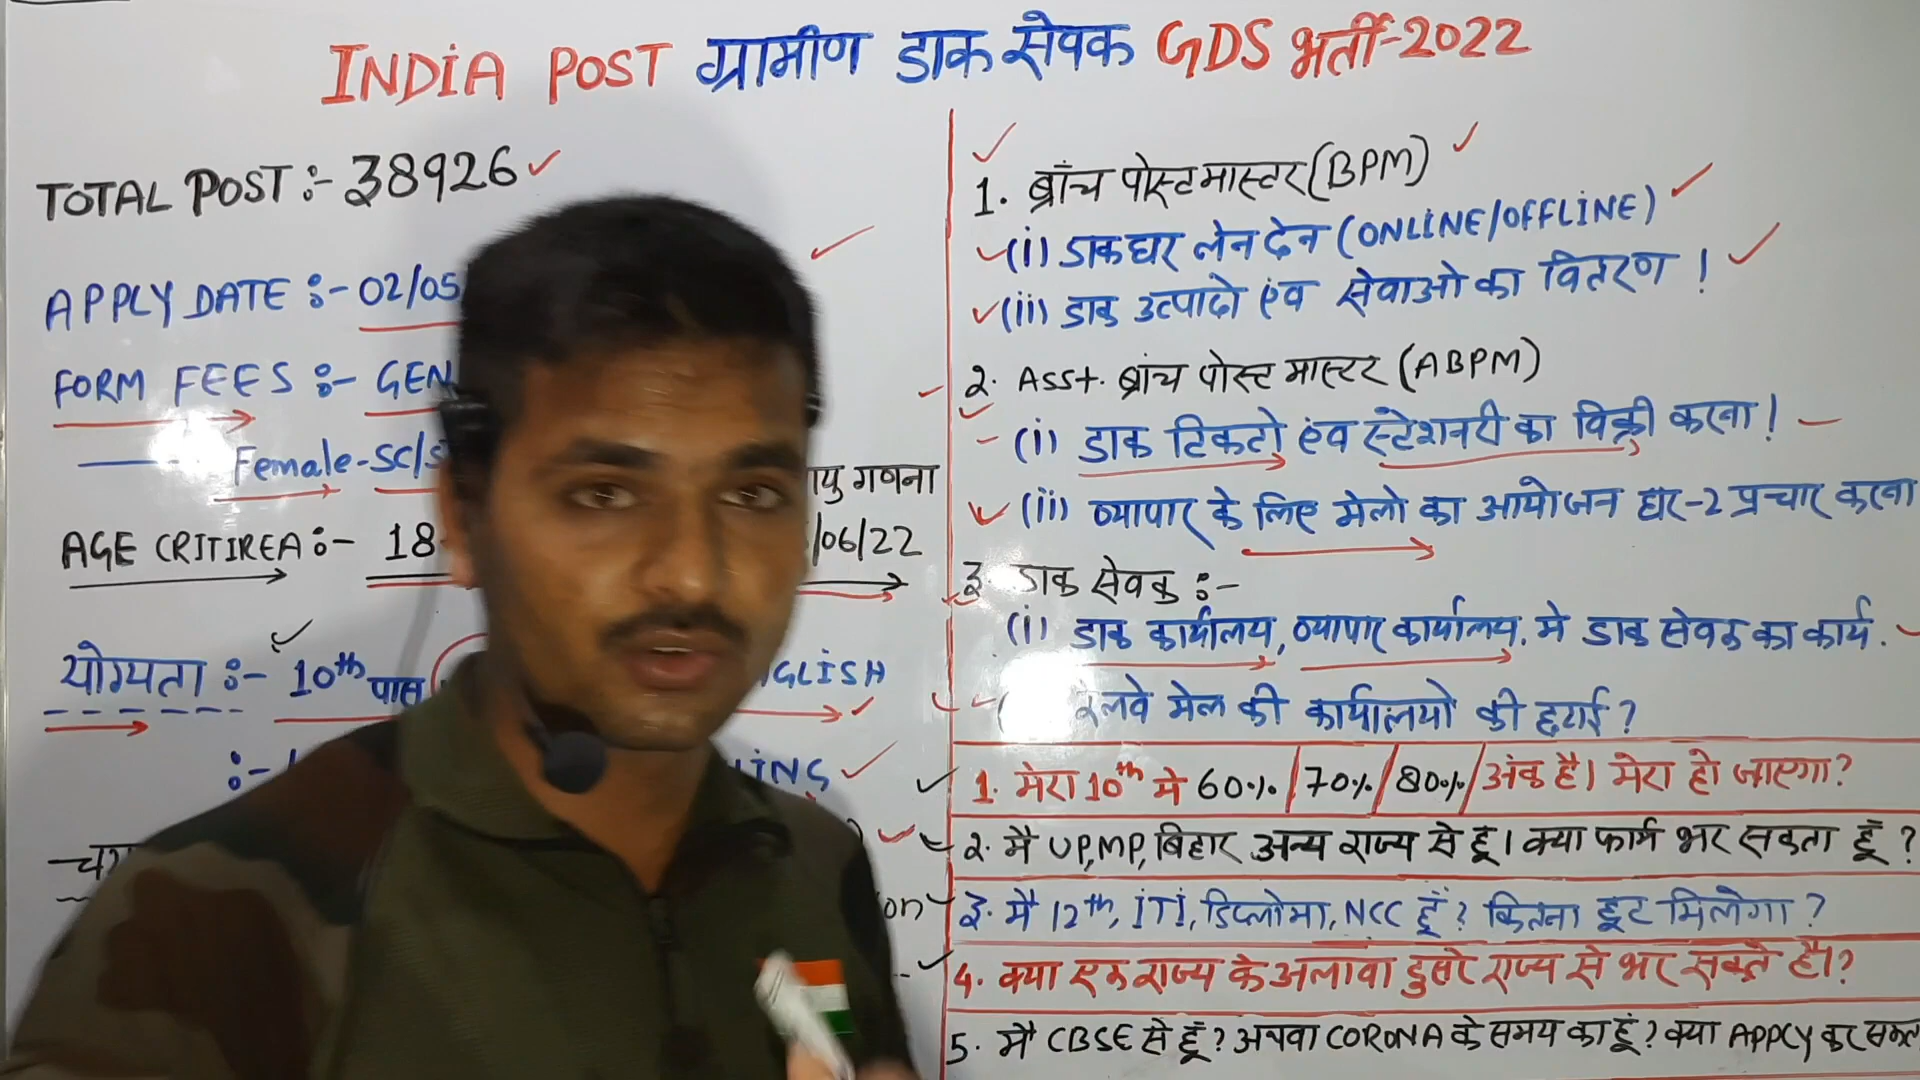 INDIA POST ग्रामीण डाक सेवक GDS भर्ती-2022
TOTAL POST :- 38926
APPLY DATE :- 02/05
FORM FEES :- GEN
Female-SC/S
यु गणना
AGE CRITIREA :- 18
/06/22
योग्यता :- 10th पास
GLISH
:-
ING
on
1. ब्राँच पोस्टमास्टर (BPM)
(i) डाकघर लेन देन (ONLINE/OFFLINE)
(ii) डाक उत्पादो एंव सेवाओ का वितरण !
2. Asst. ब्रांच पोस्ट मास्टर (ABPM)
(i) डाक टिकटो एंव स्टेशनरी का विक्री करना !
(ii) व्यापार के लिए मेलो का आयोजन घर-2 प्रचार करना
3. डाक सेवक :-
(i) डाक कार्यालय, व्यापार कार्यालय. मे डाक सेवक का कार्य.
( रेलवे मेल की कार्यालयो की
1. मेरा 10th मे 60%/70%/80%/अंक है। मेरा हो जाएगा?
2. मै UP,MP,बिहार अन्य राज्य से हूं। क्या फार्म भर सकता हूँ ?
3. मै 12th, ITI, डिप्लोमा, NCC हूँ ? कितना छूट मिलेगा ?
4. क्या एक राज्य के अलावा दुसरे राज्य से भर सकते है।?
5. मै CBSE से हूँ ? अथवा CORONA के समय का हूं ? क्या APPLY कर सकत